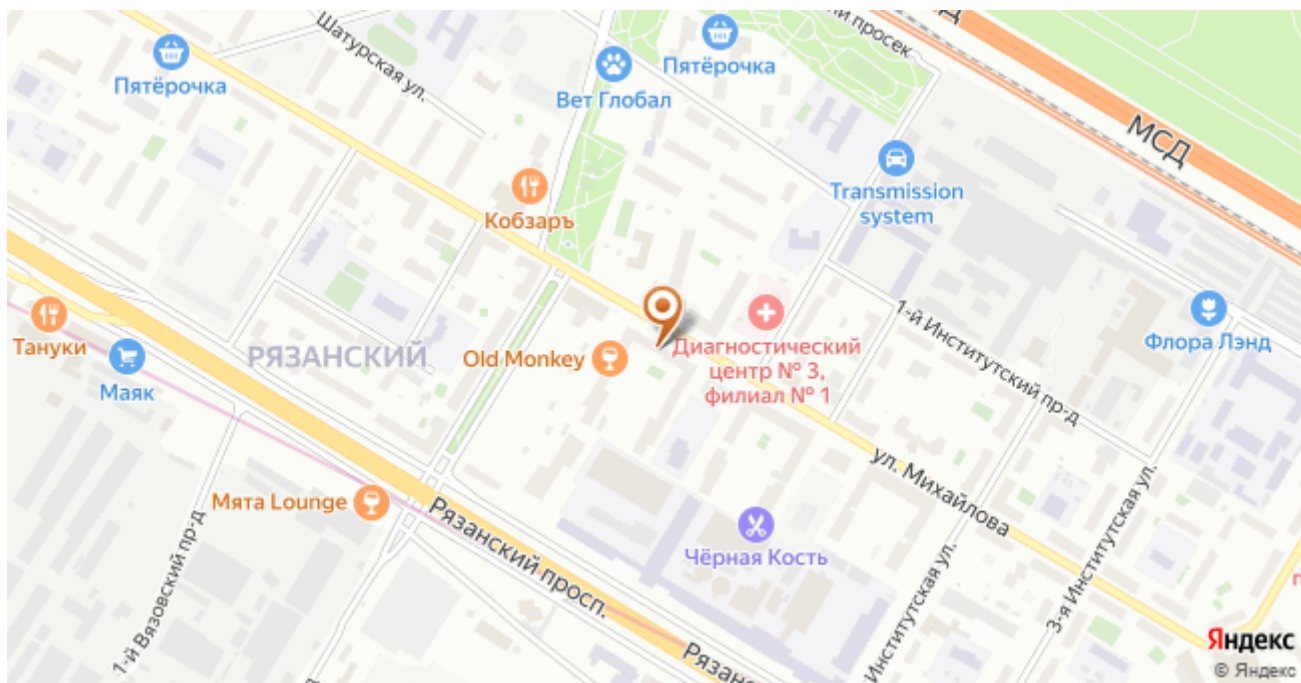 Шатурская ул.
й просек
Пятёрочка
Пятёрочка
Вет Глобал
МСД
Transmission
system
Кобзаръ
1-й Институтский пр-д
Флора Лэнд
Тануки
Маяк
РЯЗАНСКИЙ
Old Monkey
Диагностический
центр № 3,
филиал № 1
ул. Михайлова
Мята Lounge
Рязанский просп.
Чёрная Кость
1-й Вязовский пр-д
Институтская ул.
3-я Институтская ул.
Рязанс
Яндекс
© Яндекс